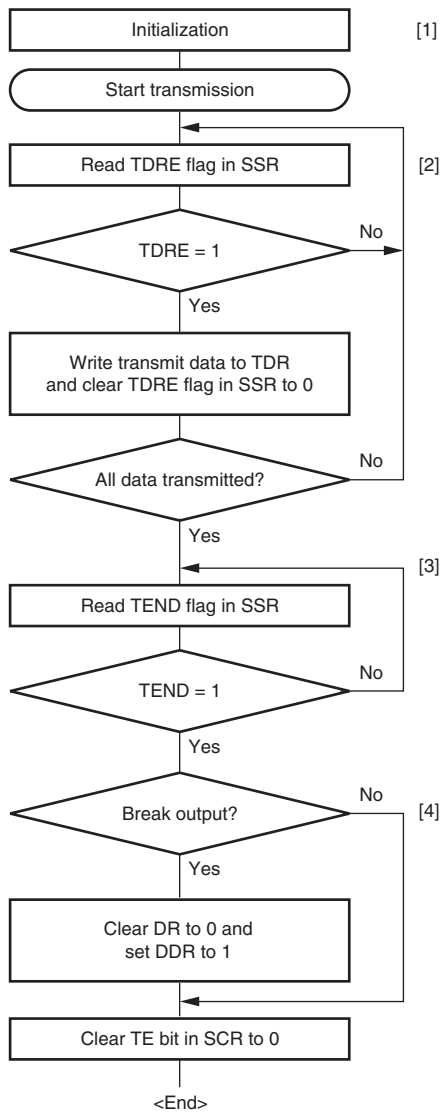 Initialization
[1]
Start transmission
Read TDRE flag in SSR
[2]
TDRE = 1
No
Yes
Write transmit data to TDR
and clear TDRE flag in SSR to 0
All data transmitted?
No
Yes
[3]
Read TEND flag in SSR
TEND = 1
No
Yes
Break output?
No
[4]
Yes
Clear DR to 0 and
set DDR to 1
Clear TE bit in SCR to 0
<End>